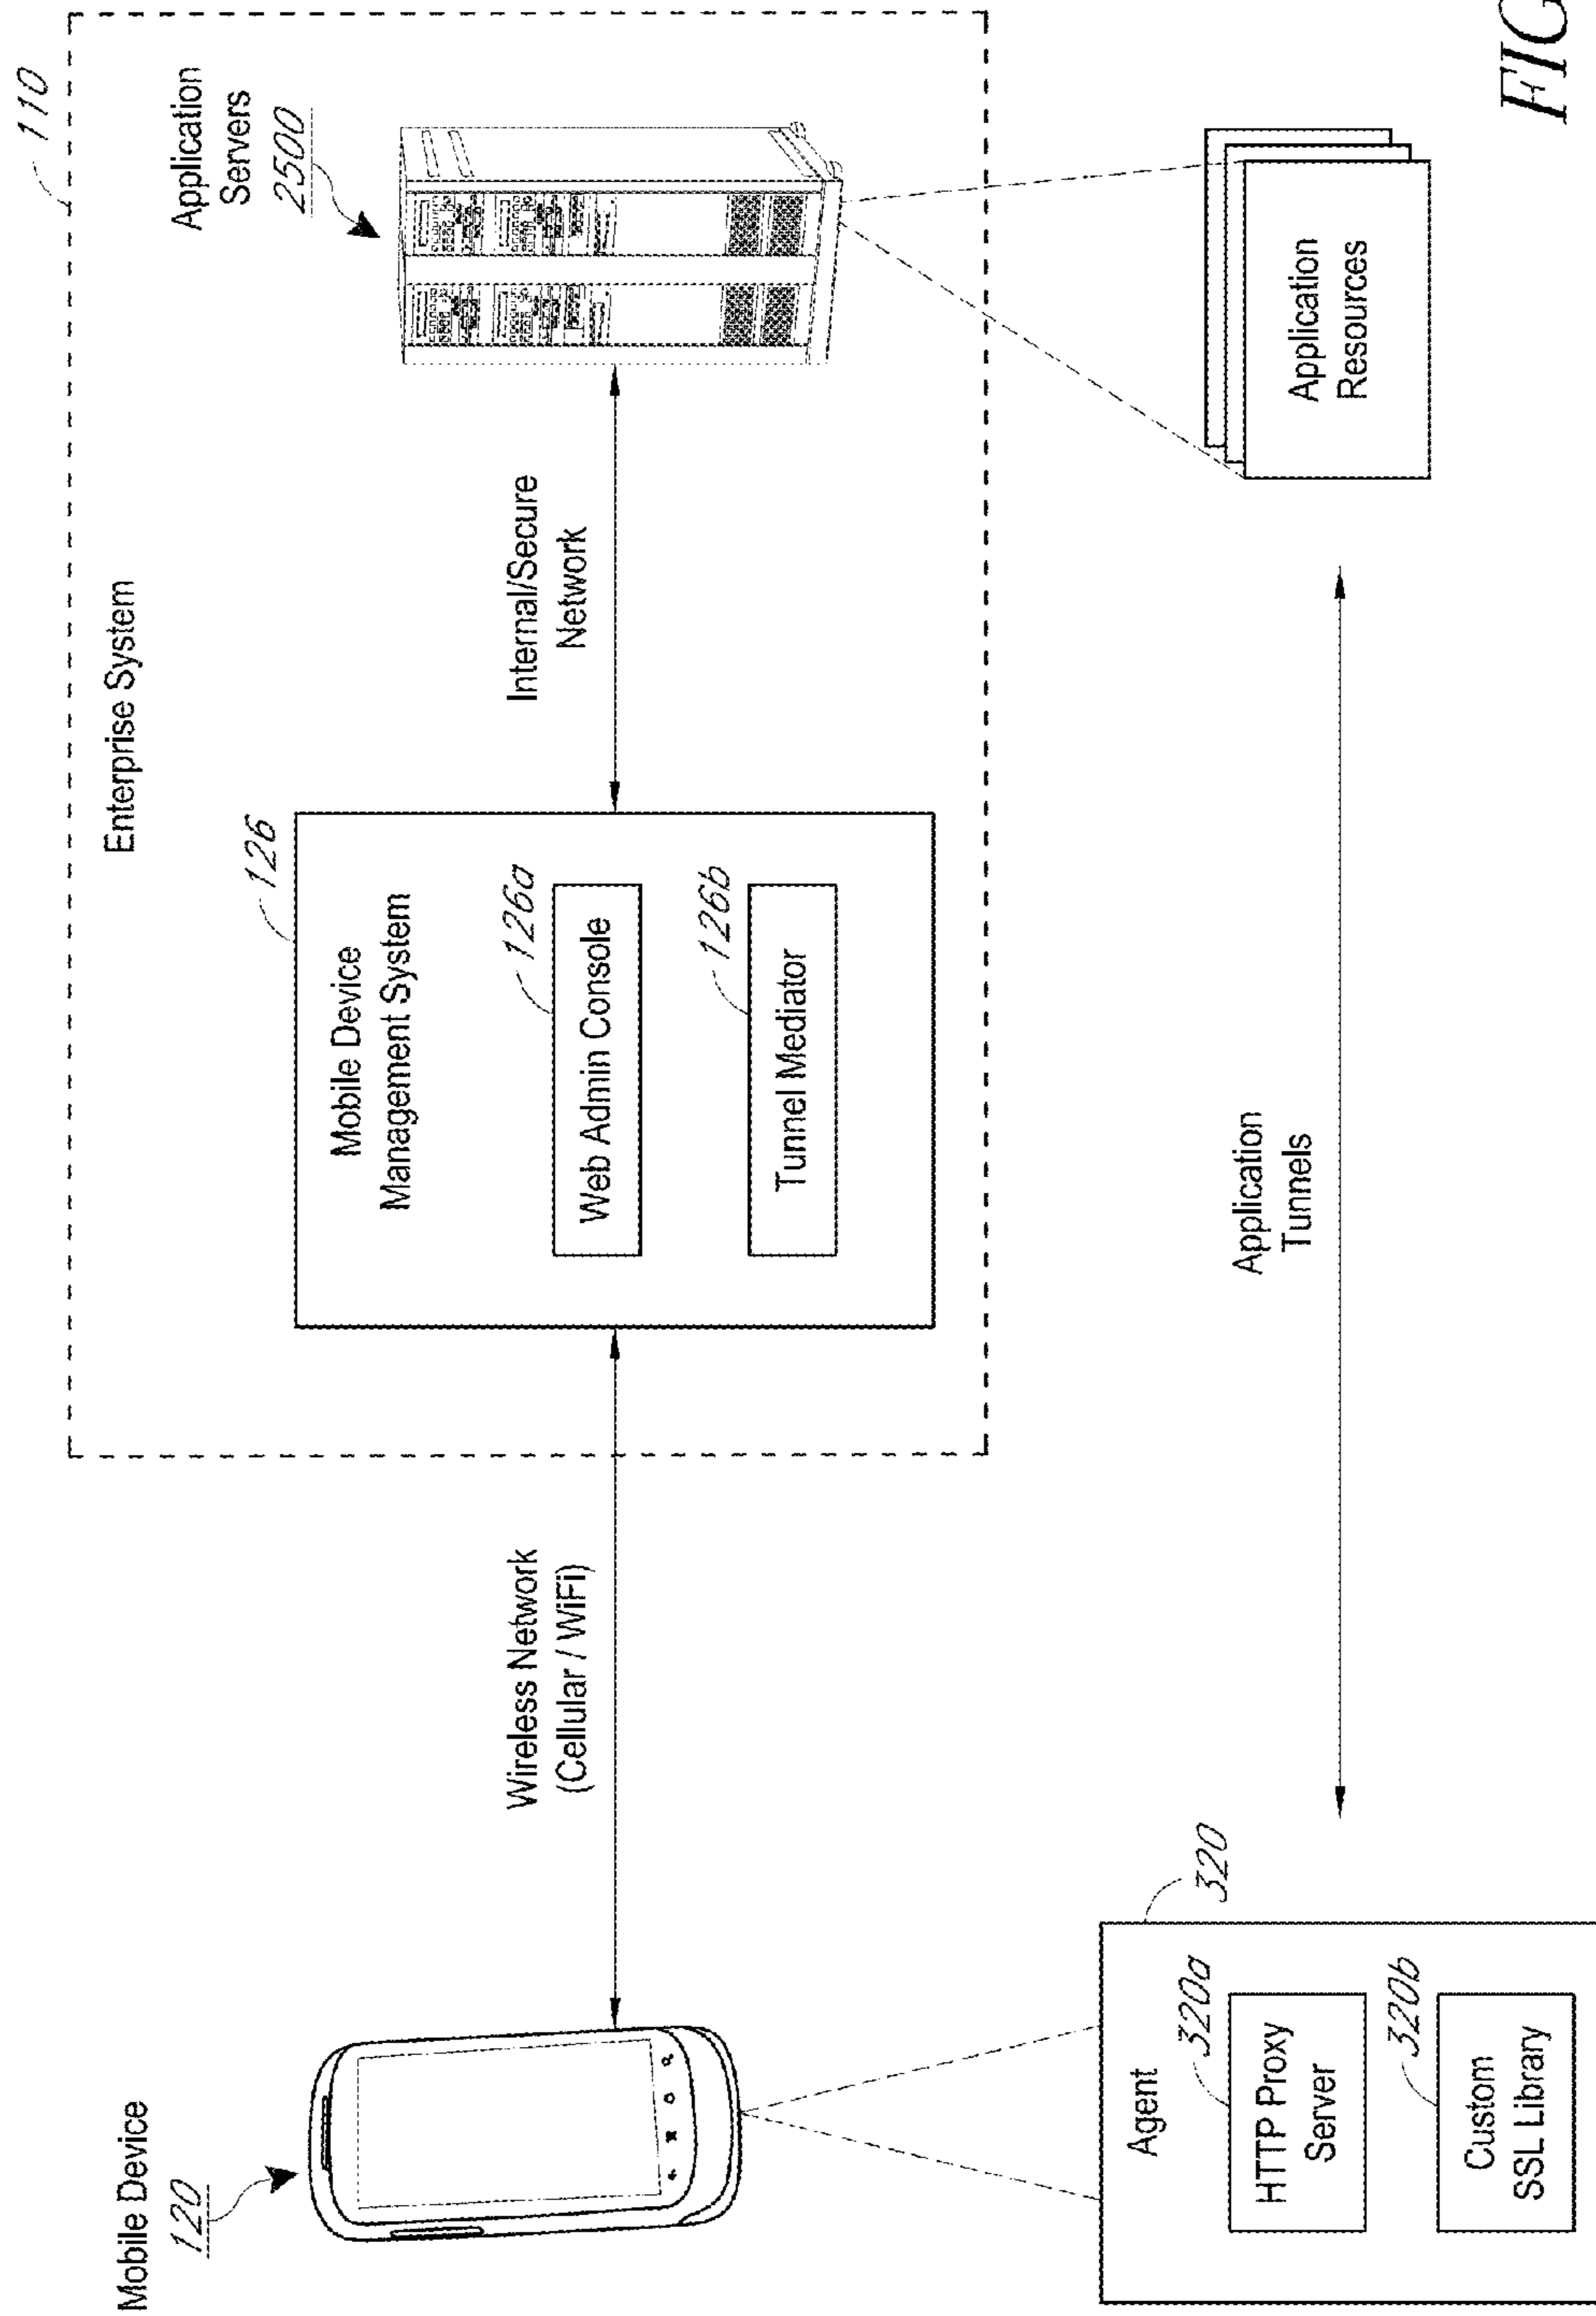 110
Enterprise System
Application
Servers
2500
126
Mobile Device
Management System
126a
Web Admin Console
126b
Tunnel Mediator
Internal/Secure
Network
Mobile Device
120
Wireless Network
(Cellular / WiFi)
320
Agent
320a
HTTP Proxy
Server
320b
Custom
SSL Library
Application
Tunnels
Application
Resources
FIG